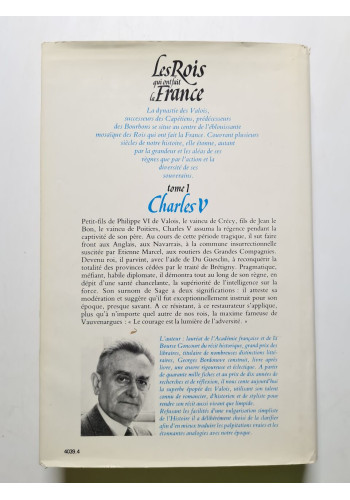 Les Rois
qui ont fait
la France
La dynastie des Valois,
successeurs des Capétiens, prédécesseurs
des Bourbons se situe au centre de l'éblouissante
mosaïque des Rois qui ont fait la France. Couvrant plusieurs
siècles de notre histoire, elle étonne, autant
par la grandeur et les aléas de ses
règnes que par l'action et la
diversité de ses
souverains.
tome 1
Charles V
Petit-fils de Philippe VI de Valois, le vaincu de Crécy, fils de Jean le
Bon, le vaincu de Poitiers, Charles V assuma la régence pendant la
captivité de son père. Au cours de cette période tragique, il sut faire
front aux Anglais, aux Navarrais, à la commune insurrectionnelle
suscitée par Etienne Marcel, aux routiers des Grandes Compagnies.
Devenu roi, il parvint, avec l'aide de Du Guesclin, à reconquérir la
totalité des provinces cédées par le traité de Brétigny. Pragmatique,
méfiant, habile diplomate, il démontra tout au long de son règne, en
dépit d'une santé chancelante, la supériorité de l'intelligence sur la
force. Son surnom de Sage a deux significations : il atteste sa
modération et suggère qu'il fut exceptionnellement instruit pour son
époque, presque savant. A ce résistant, à ce restaurateur s'applique,
plus qu'à n'importe quel autre de nos rois, la maxime fameuse de
Vauvenargues : « Le courage est la lumière de l'adversité. »
L'auteur : lauréat de l'Académie française et de la
Bourse Goncourt du récit historique, grand prix des
libraires, titulaire de nombreuses distinctions litté-
raires, Georges Bordonove construit, livre après
livre, une œuvre rigoureuse et éclectique. A partir
de quarante mille fiches et au prix de dix années de
recherches et de réflexion, il nous conte aujourd'hui
la superbe épopée des Valois, utilisant son talent
connu de romancier, d'historien et de styliste pour
rendre son récit aussi vivant que limpide.
Refusant les facilités d'une vulgarisation simpliste
de l'Histoire il a délibérément choisi de la clarifier
afin d'en mieux traduire les palpitations vraies et les
étonnantes analogies avec notre époque.
4039.4